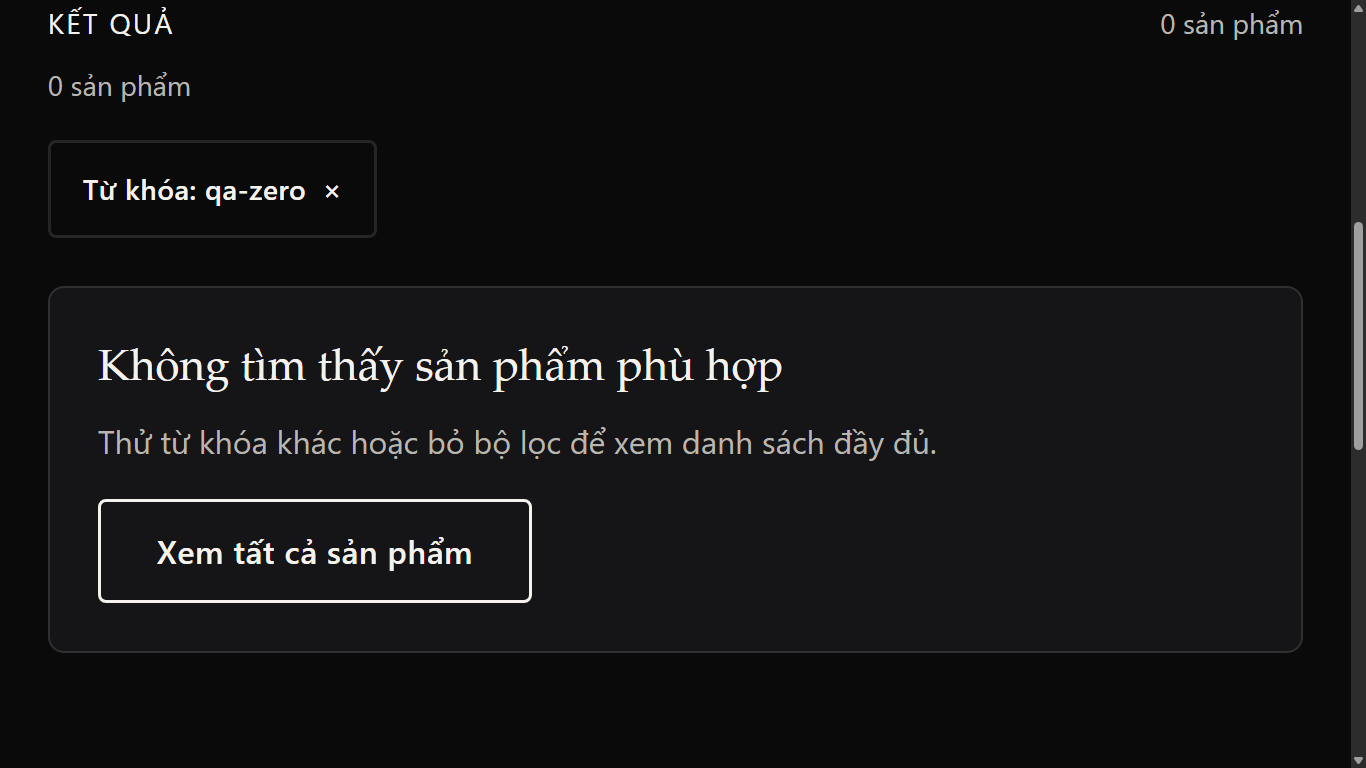 KẾT QUẢ
0 sản phẩm
0 sản phẩm
Từ khóa: qa-zero ×
Không tìm thấy sản phẩm phù hợp
Thử từ khóa khác hoặc bỏ bộ lọc để xem danh sách đầy đủ.
Xem tất cả sản phẩm